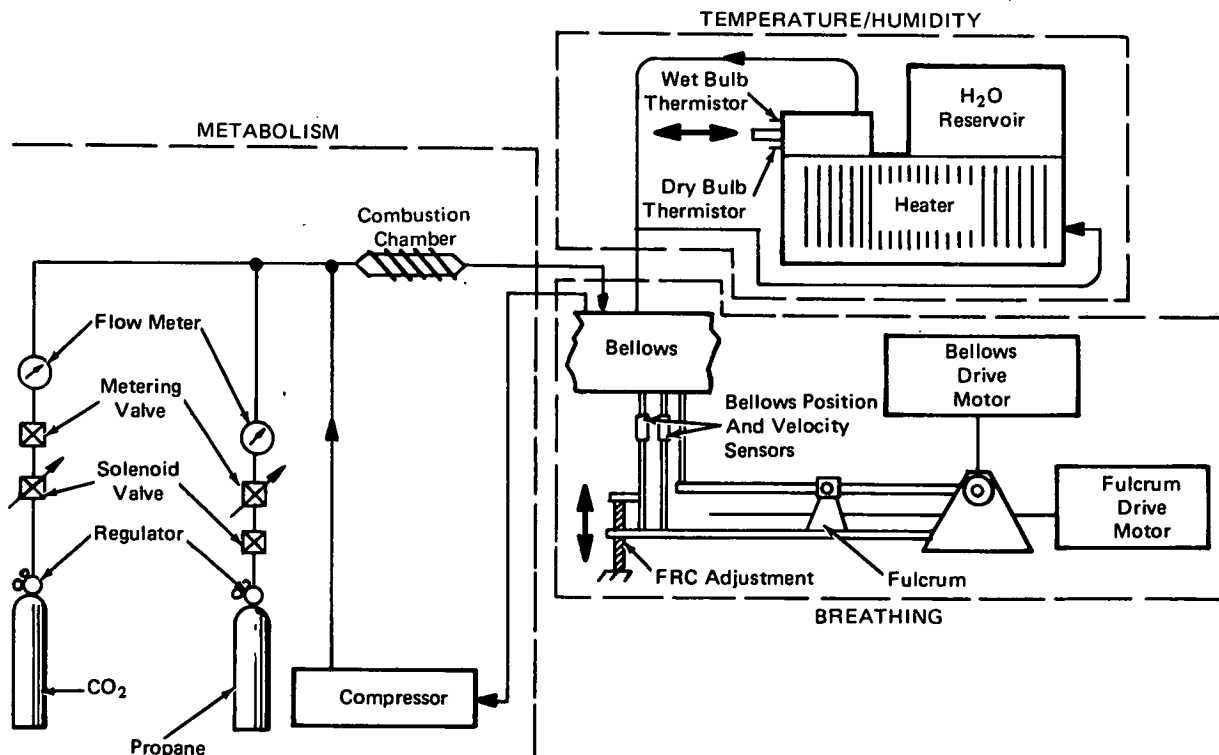 TEMPERATURE/HUMIDITY
Wet Bulb
Thermistor
H₂O
Reservoir
METABOLISM
Dry Bulb
Thermistor
Heater
Combustion
Chamber
Flow Meter
Bellows
Bellows
Drive
Motor
Metering
Valve
Bellows Position
And Velocity
Sensors
Solenoid
Valve
Fulcrum
Drive
Motor
Regulator
FRC Adjustment
Fulcrum
BREATHING
CO₂
Compressor
Propane